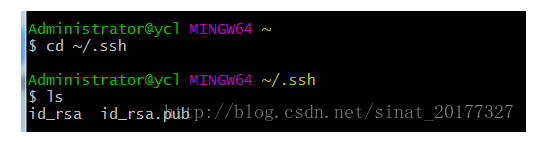 Administrator@ycl MINGW64 ~
$ cd ~/.ssh
Administrator@ycl MINGW64 ~/.ssh
$ ls
id_rsa  id_rsa.pub
http://blog.csdn.net/sinat_20177327